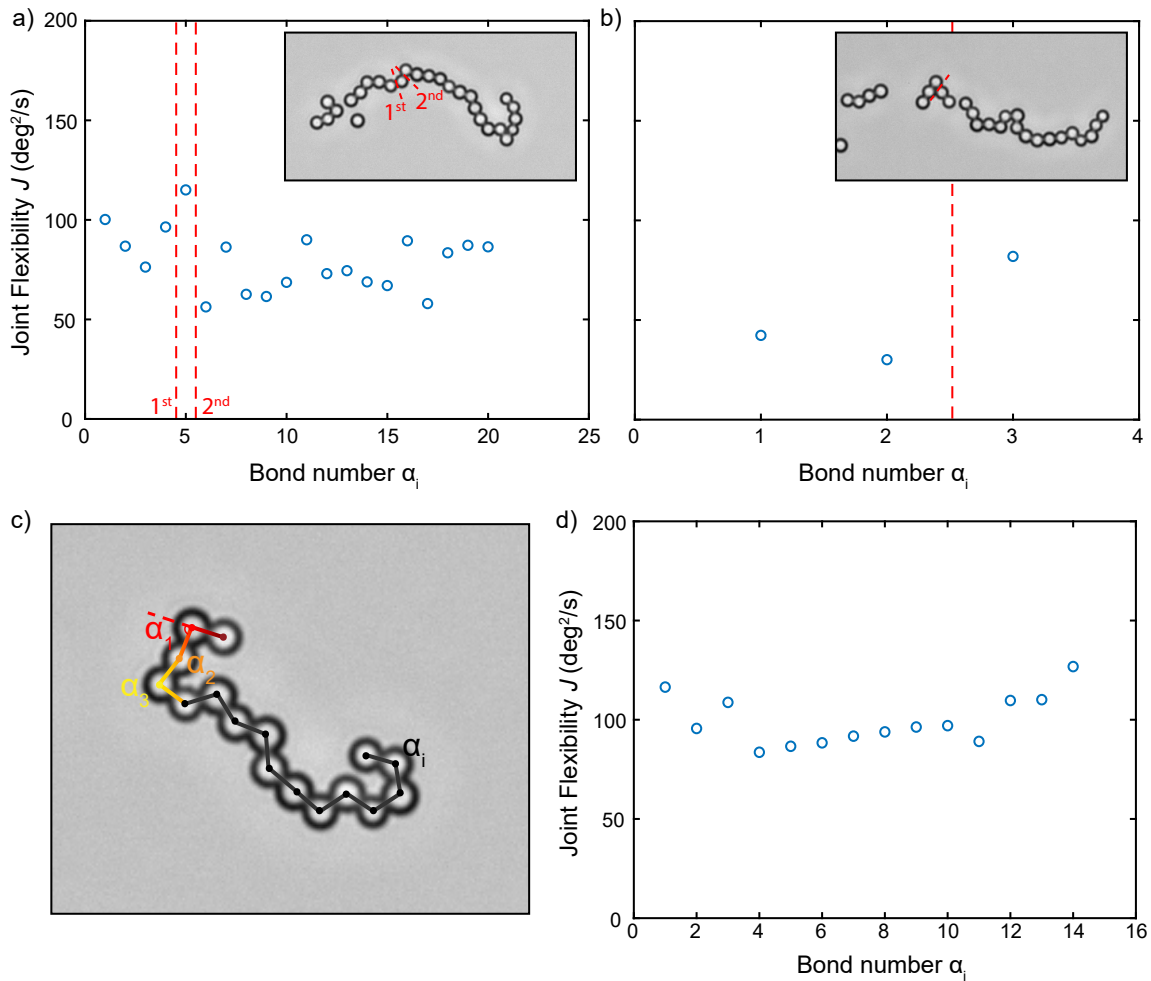 a)
200
150
100
50
0
Joint Flexibility J (deg²/s)
1st
2nd
1st
2nd
0 5 10 15 20 25
Bond number αi
b)
0 1 2 3 4
Bond number αi
c)
α1
α2
α3
αi
d)
200
150
100
50
0
Joint Flexibility J (deg²/s)
0 2 4 6 8 10 12 14 16
Bond number αi